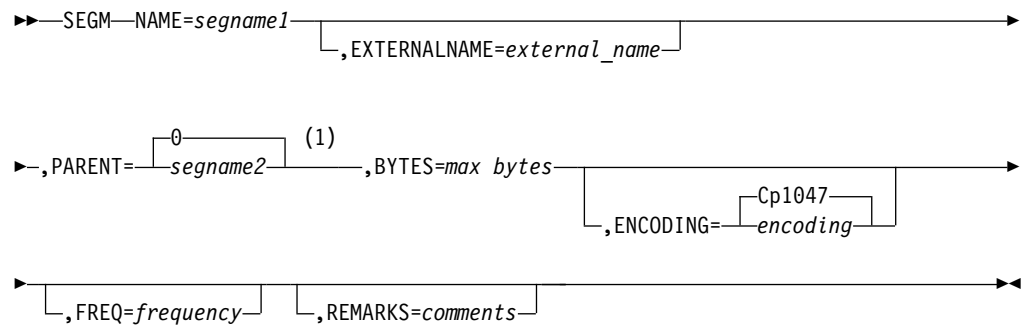 SEGM NAME=segname1
,EXTERNALNAME=external_name
0 (1)
,PARENT= segname2 ,BYTES=max bytes
Cp1047
,ENCODING= encoding
,FREQ=frequency ,REMARKS=comments